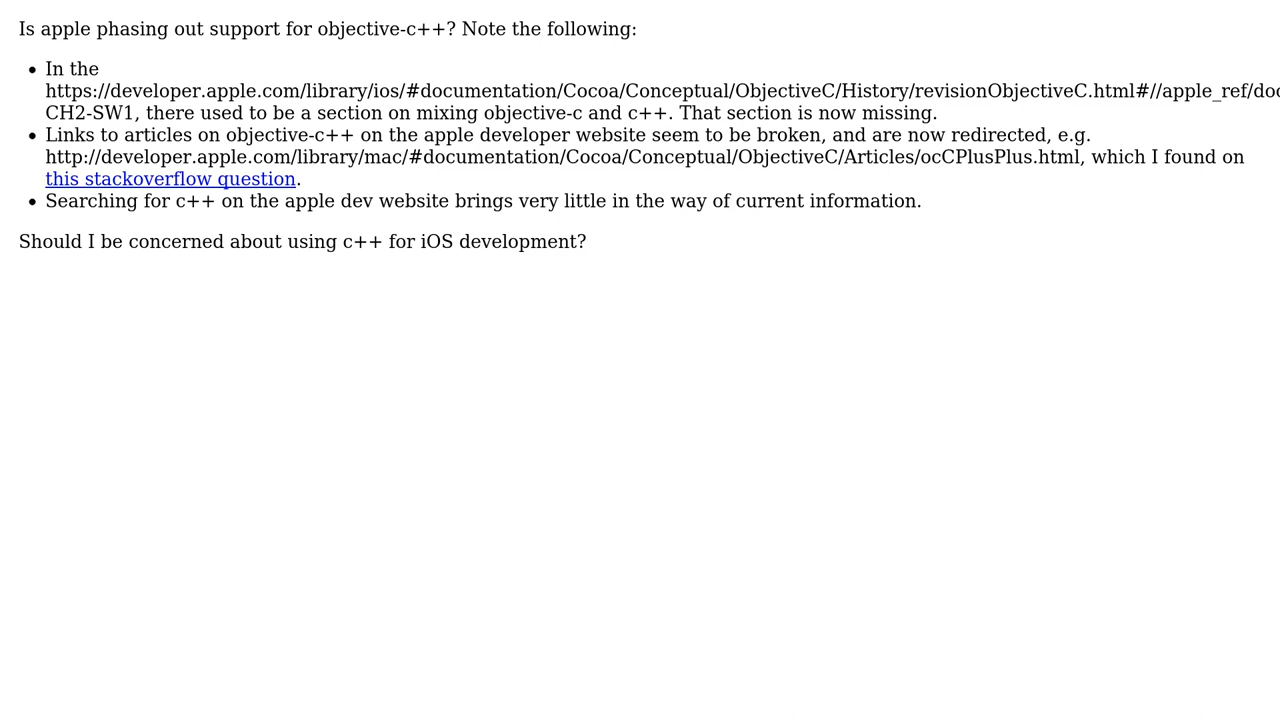 Is apple phasing out support for objective-c++? Note the following:
In the
https://developer.apple.com/library/ios/#documentation/Cocoa/Conceptual/ObjectiveC/History/revisionObjectiveC.html#//apple_ref/doc
CH2-SW1, there used to be a section on mixing objective-c and c++. That section is now missing.
Links to articles on objective-c++ on the apple developer website seem to be broken, and are now redirected, e.g.
http://developer.apple.com/library/mac/#documentation/Cocoa/Conceptual/ObjectiveC/Articles/ocCPlusPlus.html, which I found on
this stackoverflow question.
Searching for c++ on the apple dev website brings very little in the way of current information.
Should I be concerned about using c++ for iOS development?